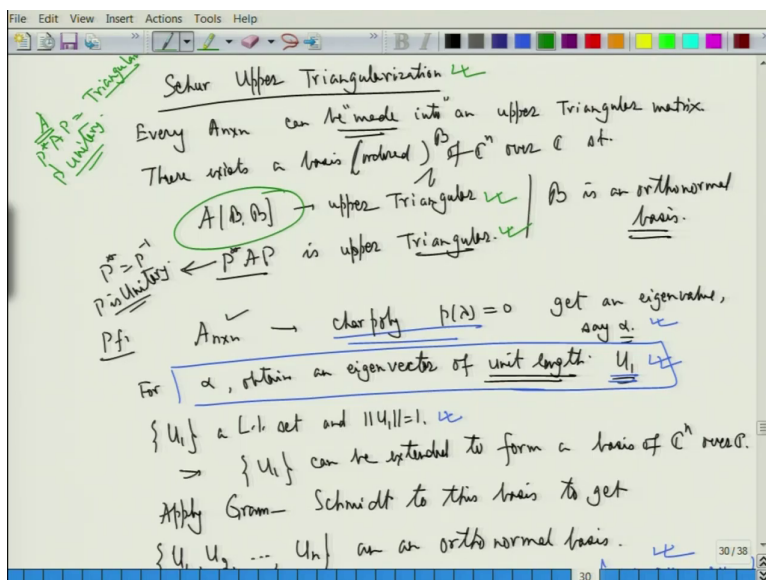 File Edit View Insert Actions Tools Help
Schur Upper Triangularization
A
P*AP = Triangular
P unitary
Every Anxn can be "made into" an upper Triangular matrix.
There exists a basis (ordered) B of ℂⁿ over ℂ st.
A[B,B] → upper Triangular | B is an orthonormal basis.
P* = P⁻¹
P is Unitary ← P*AP is upper Triangular.
Pf: Anxn → char poly p(λ) = 0 get an eigenvalue,
say α.
For α, obtain an eigenvector of unit length. U₁
{U₁} a L.I. set and ||U₁||=1.
⇒ {U₁} can be extended to form a basis of ℂⁿ over ℂ.
Apply Gram-Schmidt to this basis to get
{U₁, U₂, ..., Un} an an orthonormal basis.
30/38
30